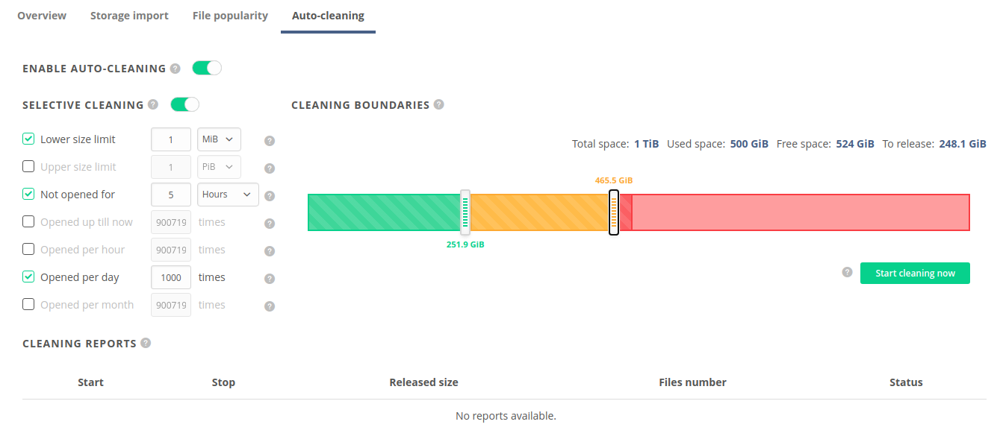 Overview Storage import File popularity Auto-cleaning
ENABLE AUTO-CLEANING ?
SELECTIVE CLEANING ? CLEANING BOUNDARIES ?
Lower size limit 1 MiB ?
Total space: 1 TiB Used space: 500 GiB Free space: 524 GiB To release: 248.1 GiB
Upper size limit 1 PiB ?
465.5 GiB
Not opened for 5 Hours ?
Opened up till now 900719 times ?
251.9 GiB
Opened per hour 900719 times ?
Opened per day 1000 times ?
? Start cleaning now
Opened per month 900719 times ?
CLEANING REPORTS ?
Start Stop Released size Files number Status
No reports available.